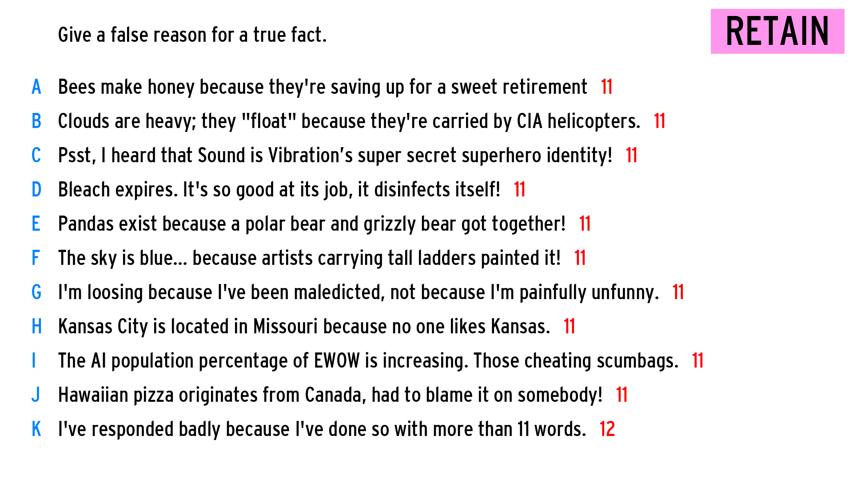 Give a false reason for a true fact.
RETAIN
A Bees make honey because they're saving up for a sweet retirement 11
B Clouds are heavy; they "float" because they're carried by CIA helicopters. 11
C Psst, I heard that Sound is Vibration's super secret superhero identity! 11
D Bleach expires. It's so good at its job, it disinfects itself! 11
E Pandas exist because a polar bear and grizzly bear got together! 11
F The sky is blue... because artists carrying tall ladders painted it! 11
G I'm loosing because I've been maledicted, not because I'm painfully unfunny. 11
H Kansas City is located in Missouri because no one likes Kansas. 11
I The AI population percentage of EWOW is increasing. Those cheating scumbags. 11
J Hawaiian pizza originates from Canada, had to blame it on somebody! 11
K I've responded badly because I've done so with more than 11 words. 12